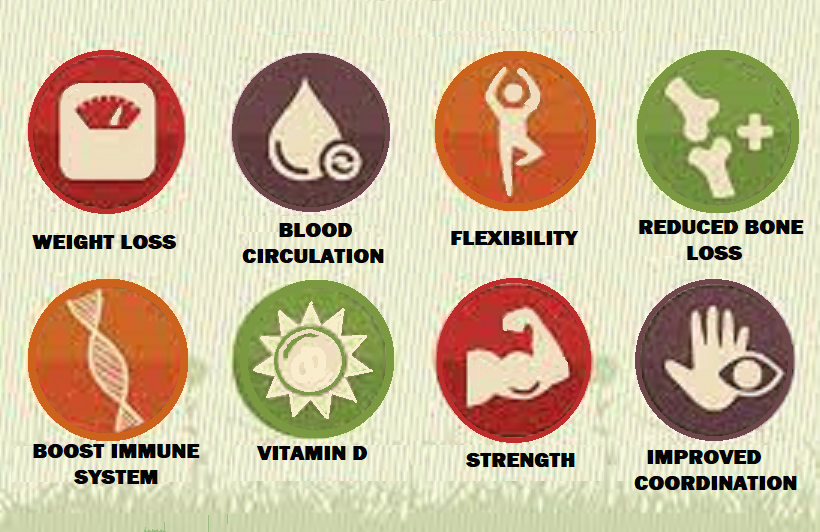 WEIGHT LOSS
BLOOD
CIRCULATION
FLEXIBILITY
REDUCED BONE
LOSS
BOOST IMMUNE
SYSTEM
VITAMIN D
STRENGTH
IMPROVED
COORDINATION